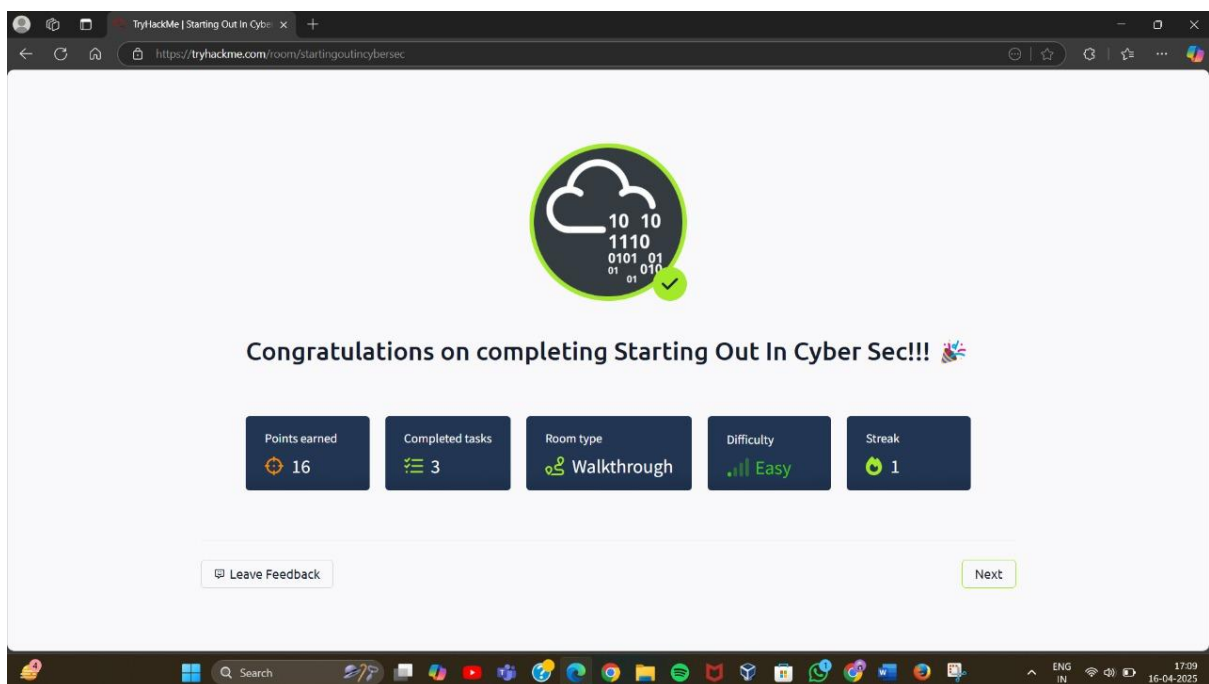 TryHackMe | Starting Out In Cybe
https://tryhackme.com/room/startingoutincybersec
10 10
1110
0101 01
01 010
01
Congratulations on completing Starting Out In Cyber Sec!!!
Points earned
16
Completed tasks
3
Room type
Walkthrough
Difficulty
Easy
Streak
1
Leave Feedback
Next
4
Search
ENG
IN
17:09
16-04-2025